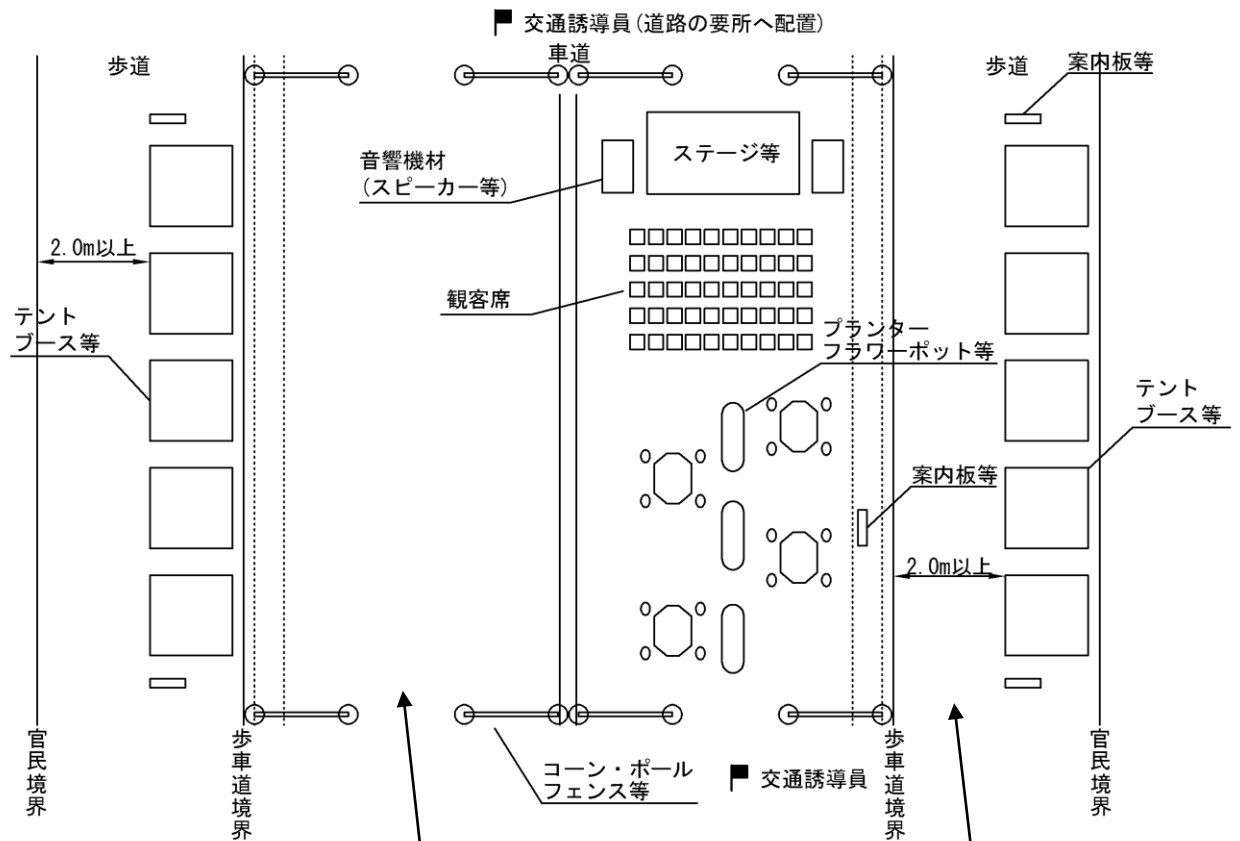 交通誘導員(道路の要所へ配置)
車道
歩道
歩道
案内板等
音響機材
(スピーカー等)
ステージ等
2.0m以上
観客席
テント
ブース等
プランター
フラワーポット等
テント
ブース等
案内板等
2.0m以上
官民境界
歩車道境界
コーン・ポール
フェンス等
交通誘導員
歩車道境界
官民境界